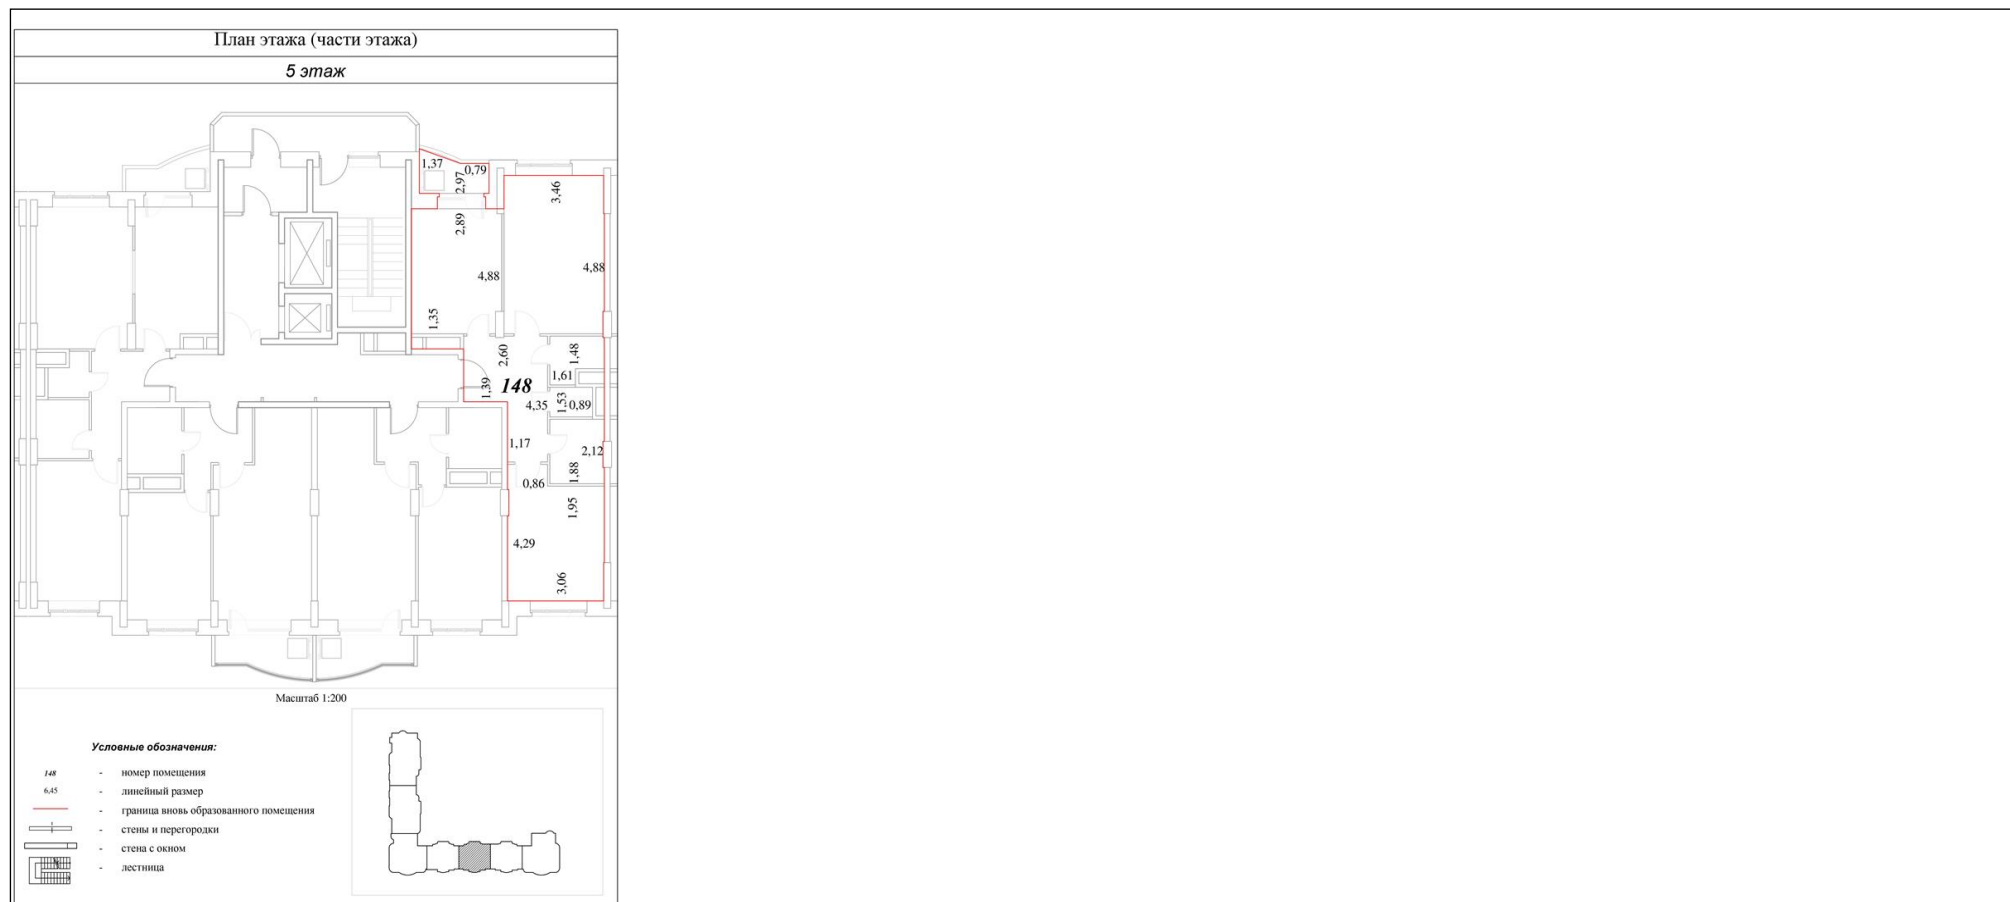 План этажа (части этажа)
5 этаж
1,37
0,79
2,97
3,46
2,89
4,88
4,88
1,35
2,60
1,48
1,61
1,39
148
4,35
1,53
0,89
1,17
2,12
1,88
0,86
1,95
4,29
3,06
Масштаб 1:200
Условные обозначения:
148 - номер помещения
6,45 - линейный размер
- граница вновь образованного помещения
- стены и перегородки
- стена с окном
- лестница